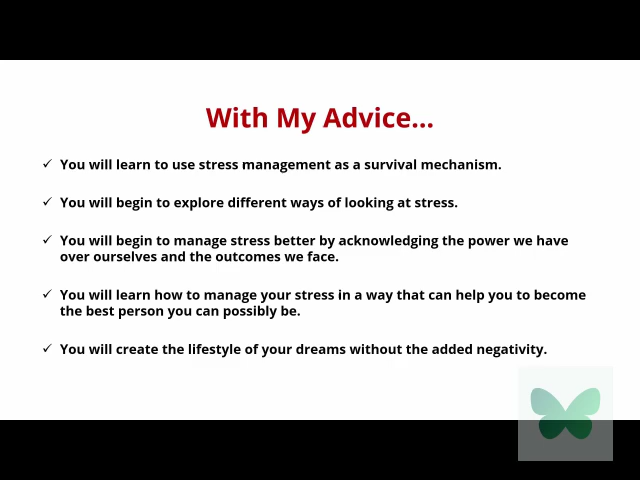 With My Advice...
✓ You will learn to use stress management as a survival mechanism.
✓ You will begin to explore different ways of looking at stress.
✓ You will begin to manage stress better by acknowledging the power we have
over ourselves and the outcomes we face.
✓ You will learn how to manage your stress in a way that can help you to become
the best person you can possibly be.
✓ You will create the lifestyle of your dreams without the added negativity.